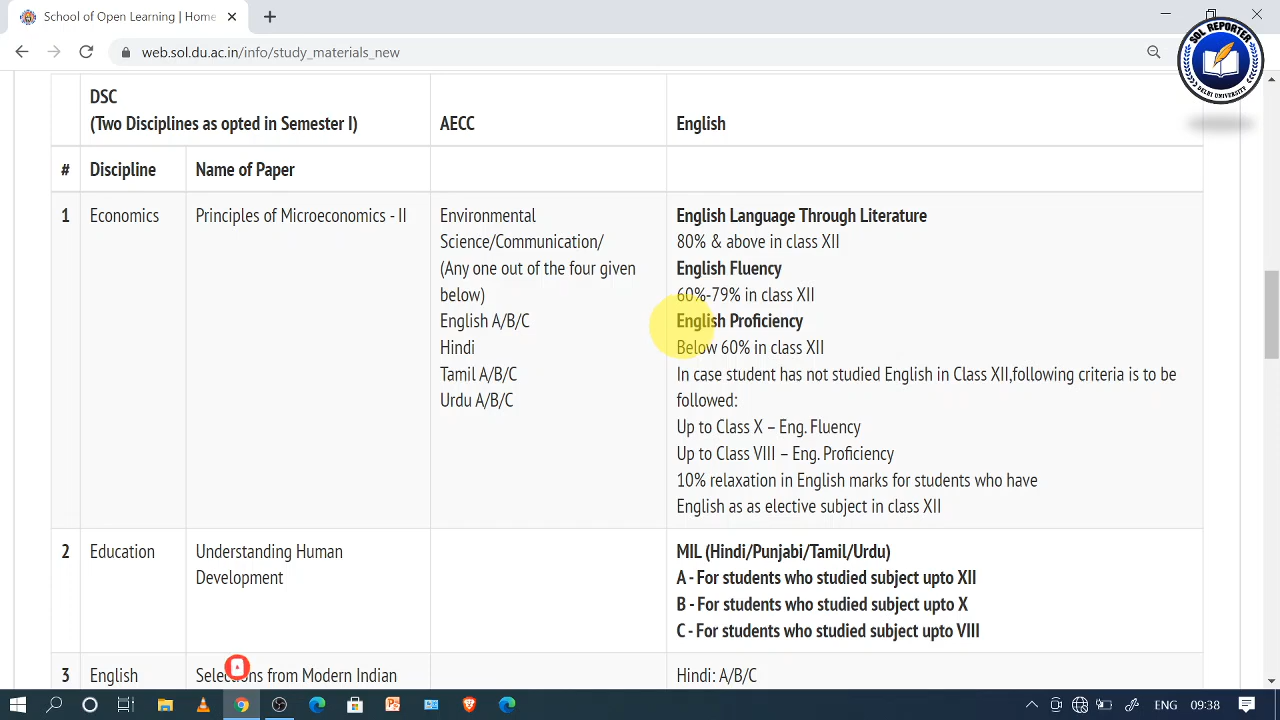 School of Open Learning | Home
web.sol.du.ac.in/info/study_materials_new
SOL REPORTER
DELHI UNIVERSITY
DSC
(Two Disciplines as opted in Semester I)
AECC
English
#
Discipline
Name of Paper
1
Economics
Principles of Microeconomics - II
Environmental
Science/Communication/
(Any one out of the four given
below)
English A/B/C
Hindi
Tamil A/B/C
Urdu A/B/C
English Language Through Literature
80% & above in class XII
English Fluency
60%-79% in class XII
English Proficiency
Below 60% in class XII
In case student has not studied English in Class XII,following criteria is to be
followed:
Up to Class X – Eng. Fluency
Up to Class VIII – Eng. Proficiency
10% relaxation in English marks for students who have
English as as elective subject in class XII
2
Education
Understanding Human
Development
MIL (Hindi/Punjabi/Tamil/Urdu)
A - For students who studied subject upto XII
B - For students who studied subject upto X
C - For students who studied subject upto VIII
3
English
Selections from Modern Indian
Hindi: A/B/C
ENG
09:38